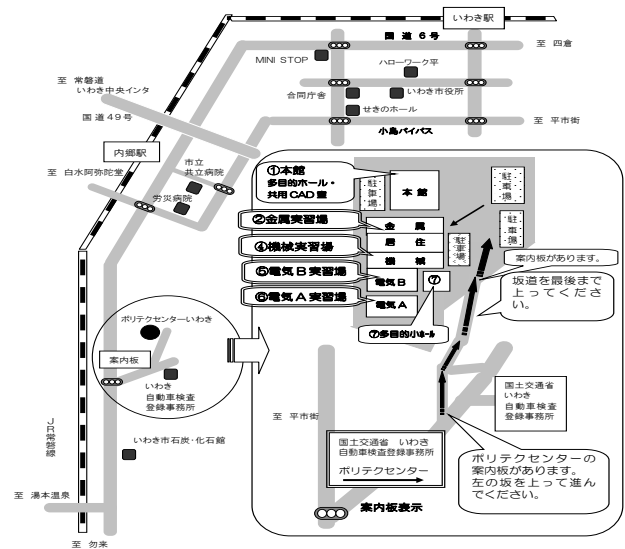 いわき駅
国道6号
至 四倉
MINI STOP
ハローワーク平
至 常磐道
いわき中央インタ
合同庁舎
いわき市役所
せきのホール
国道49号
小島バイパス
至 平市街
内郷駅
至 白水阿弥陀堂
市立
共立病院
労災病院
①本館
多目的ホール・
共用CAD室
本館
駐車場
駐車場
駐車場
駐車場
②金属実習場
金属
居住
④機械実習場
機械
⑤電気B実習場
電気B
⑦
⑥電気A実習場
電気A
⑦多目的小ホール
案内板があります。
坂道を最後まで
上ってくださ
い。
ポリテクセンターいわき
案内板
いわき
自動車検査
登録事務所
至 平市街
国土交通省
いわき
自動車検査
登録事務所
JR常磐線
いわき市石炭・化石館
国土交通省 いわき
自動車検査登録事務所
ポリテクセンター
ポリテクセンターの
案内板があります。
左の坂を上って進ん
でください。
案内板表示
至 湯本温泉
至 勿来